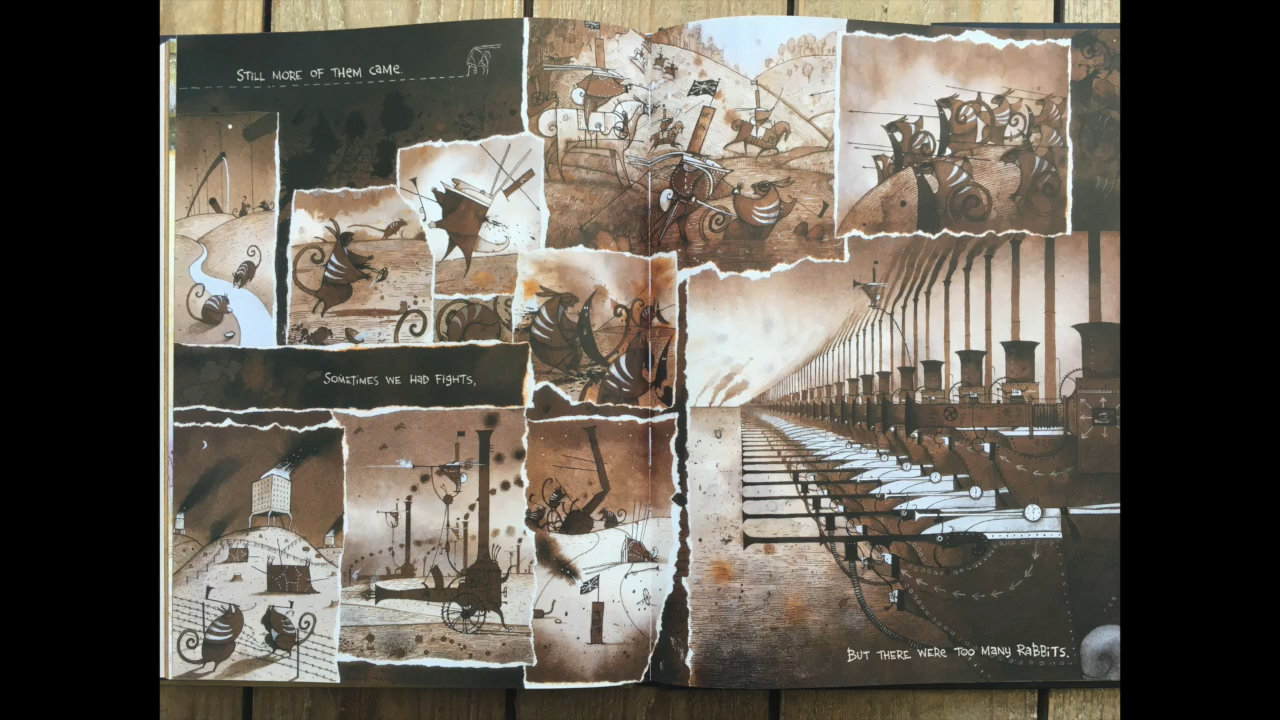 STILL MORE OF THEM CAME.
SOMETIMES WE HAD FIGHTS,
BUT THERE WERE TOO MANY RABBITS.